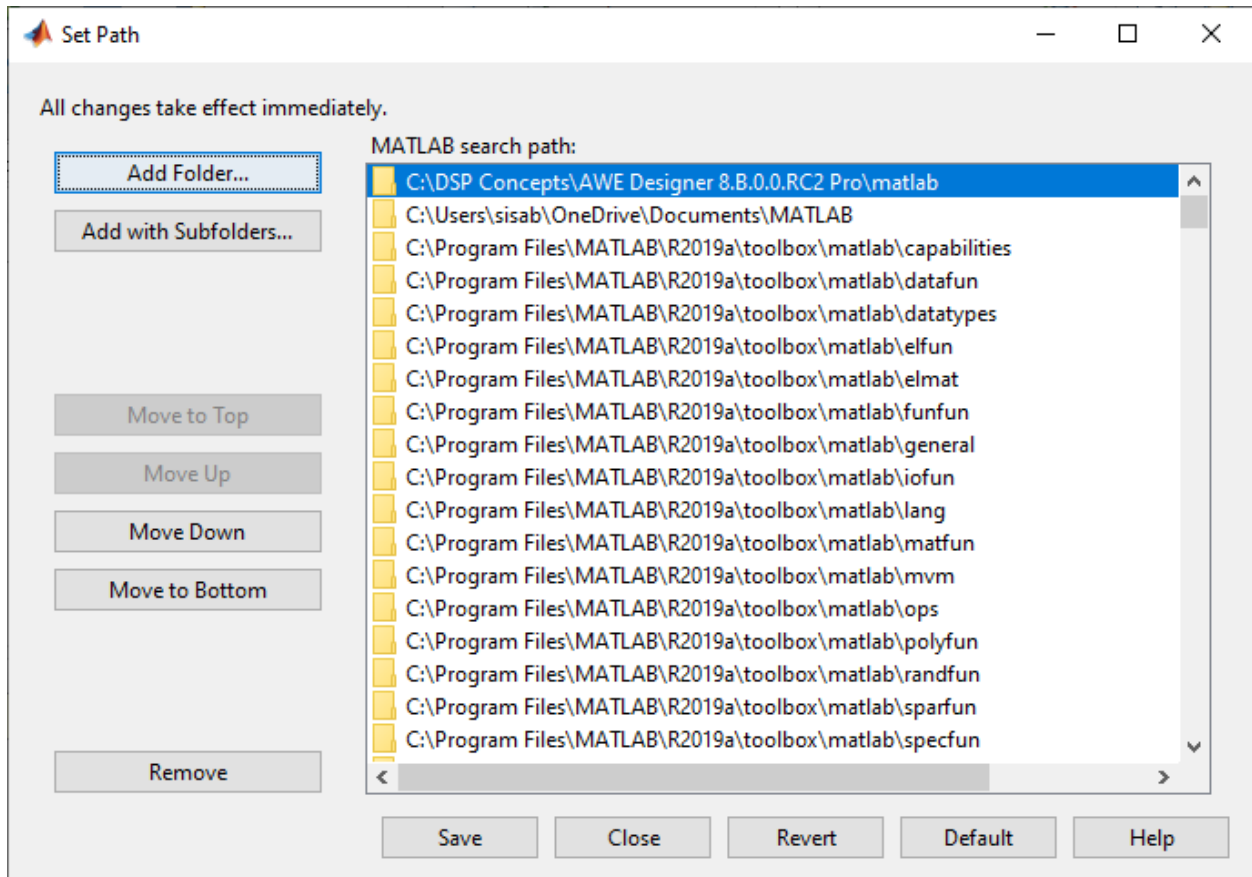 Set Path
All changes take effect immediately.
Add Folder...
Add with Subfolders...
Move to Top
Move Up
Move Down
Move to Bottom
Remove
MATLAB search path:
C:\DSP Concepts\AWE Designer 8.B.0.0.RC2 Pro\matlab
C:\Users\sisab\OneDrive\Documents\MATLAB
C:\Program Files\MATLAB\R2019a\toolbox\matlab\capabilities
C:\Program Files\MATLAB\R2019a\toolbox\matlab\datafun
C:\Program Files\MATLAB\R2019a\toolbox\matlab\datatypes
C:\Program Files\MATLAB\R2019a\toolbox\matlab\elfun
C:\Program Files\MATLAB\R2019a\toolbox\matlab\elmat
C:\Program Files\MATLAB\R2019a\toolbox\matlab\funfun
C:\Program Files\MATLAB\R2019a\toolbox\matlab\general
C:\Program Files\MATLAB\R2019a\toolbox\matlab\iofun
C:\Program Files\MATLAB\R2019a\toolbox\matlab\lang
C:\Program Files\MATLAB\R2019a\toolbox\matlab\matfun
C:\Program Files\MATLAB\R2019a\toolbox\matlab\mvm
C:\Program Files\MATLAB\R2019a\toolbox\matlab\ops
C:\Program Files\MATLAB\R2019a\toolbox\matlab\polyfun
C:\Program Files\MATLAB\R2019a\toolbox\matlab\randfun
C:\Program Files\MATLAB\R2019a\toolbox\matlab\sparfun
C:\Program Files\MATLAB\R2019a\toolbox\matlab\specfun
Save
Close
Revert
Default
Help